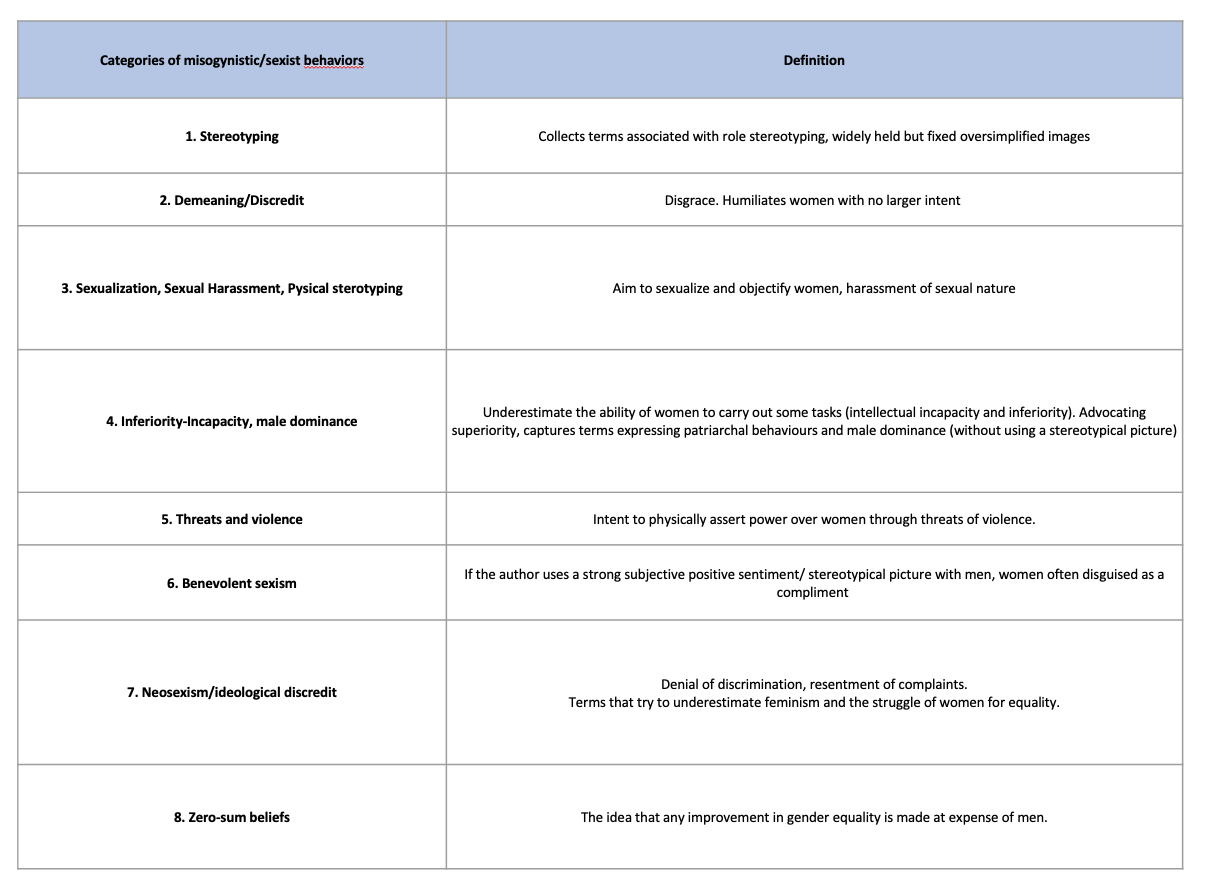 Categories of misogynistic/sexist behaviors
Definition
1. Stereotyping
Collects terms associated with role stereotyping, widely held but fixed oversimplified images
2. Demeaning/Discredit
Disgrace. Humiliates women with no larger intent
3. Sexualization, Sexual Harassment, Pysical sterotyping
Aim to sexualize and objectify women, harassment of sexual nature
4. Inferiority-Incapacity, male dominance
Underestimate the ability of women to carry out some tasks (intellectual incapacity and inferiority). Advocating
superiority, captures terms expressing patriarchal behaviours and male dominance (without using a stereotypical picture)
5. Threats and violence
Intent to physically assert power over women through threats of violence.
6. Benevolent sexism
If the author uses a strong subjective positive sentiment/ stereotypical picture with men, women often disguised as a
compliment
7. Neosexism/ideological discredit
Denial of discrimination, resentment of complaints.
Terms that try to underestimate feminism and the struggle of women for equality.
8. Zero-sum beliefs
The idea that any improvement in gender equality is made at expense of men.